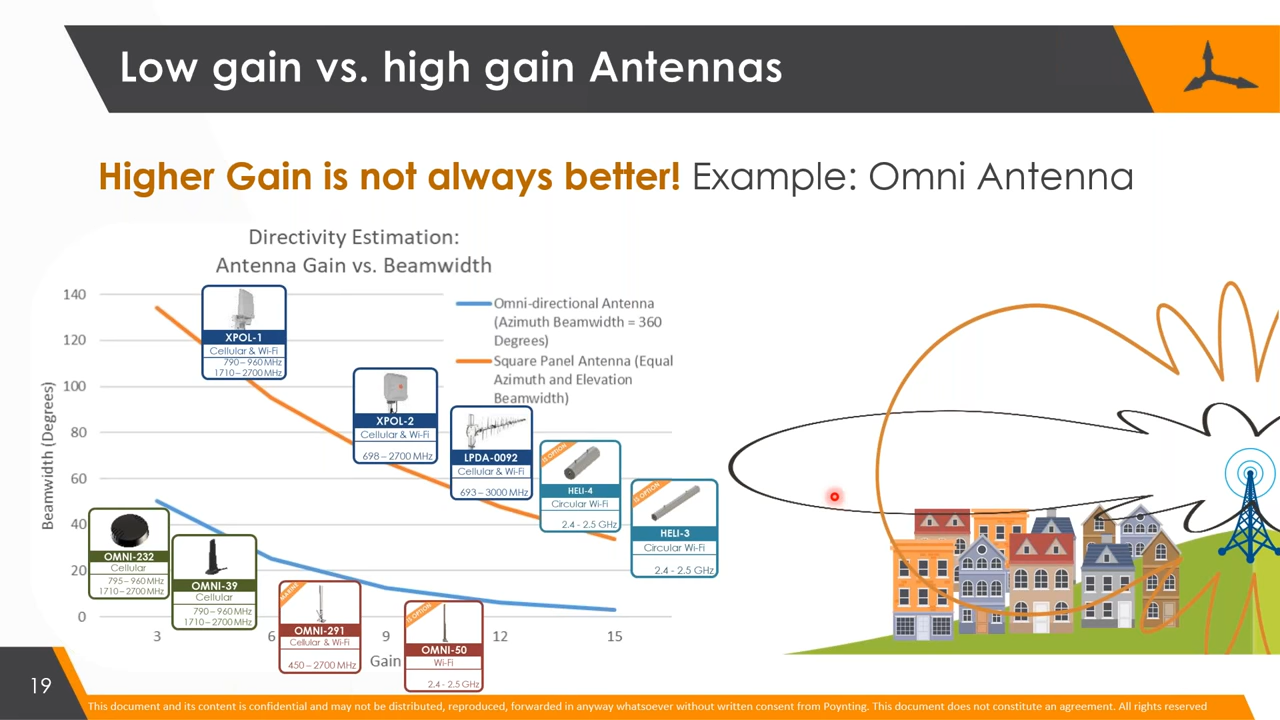 Low gain vs. high gain Antennas
Higher Gain is not always better! Example: Omni Antenna
Directivity Estimation:
Antenna Gain vs. Beamwidth
Omni-directional Antenna
(Azimuth Beamwidth = 360
Degrees)
Square Panel Antenna (Equal
Azimuth and Elevation
Beamwidth)
Beamwidth (Degrees)
140
120
100
80
60
40
20
0
3
6
9
12
15
Gain
XPOL-1
Cellular & Wi-Fi
790 – 960 MHz
1710 – 2700 MHz
XPOL-2
Cellular & Wi-Fi
698 – 2700 MHz
LPDA-0092
Cellular & Wi-Fi
693 – 3000 MHz
IS OPTION
HELI-4
Circular Wi-Fi
2.4 - 2.5 GHz
IS OPTION
HELI-3
Circular Wi-Fi
2.4 - 2.5 GHz
OMNI-232
Cellular
795 – 960 MHz
1710 – 2700 MHz
OMNI-39
Cellular
790 – 960 MHz
1710 – 2700 MHz
MARINE
OMNI-291
Cellular & Wi-Fi
450 – 2700 MHz
IS OPTION
OMNI-50
Wi-Fi
2.4 - 2.5 GHz
19
This document and its content is confidential and may not be distributed, reproduced, forwarded in anyway whatsoever without written consent from Poynting. This document does not constitute an agreement. All rights reserved